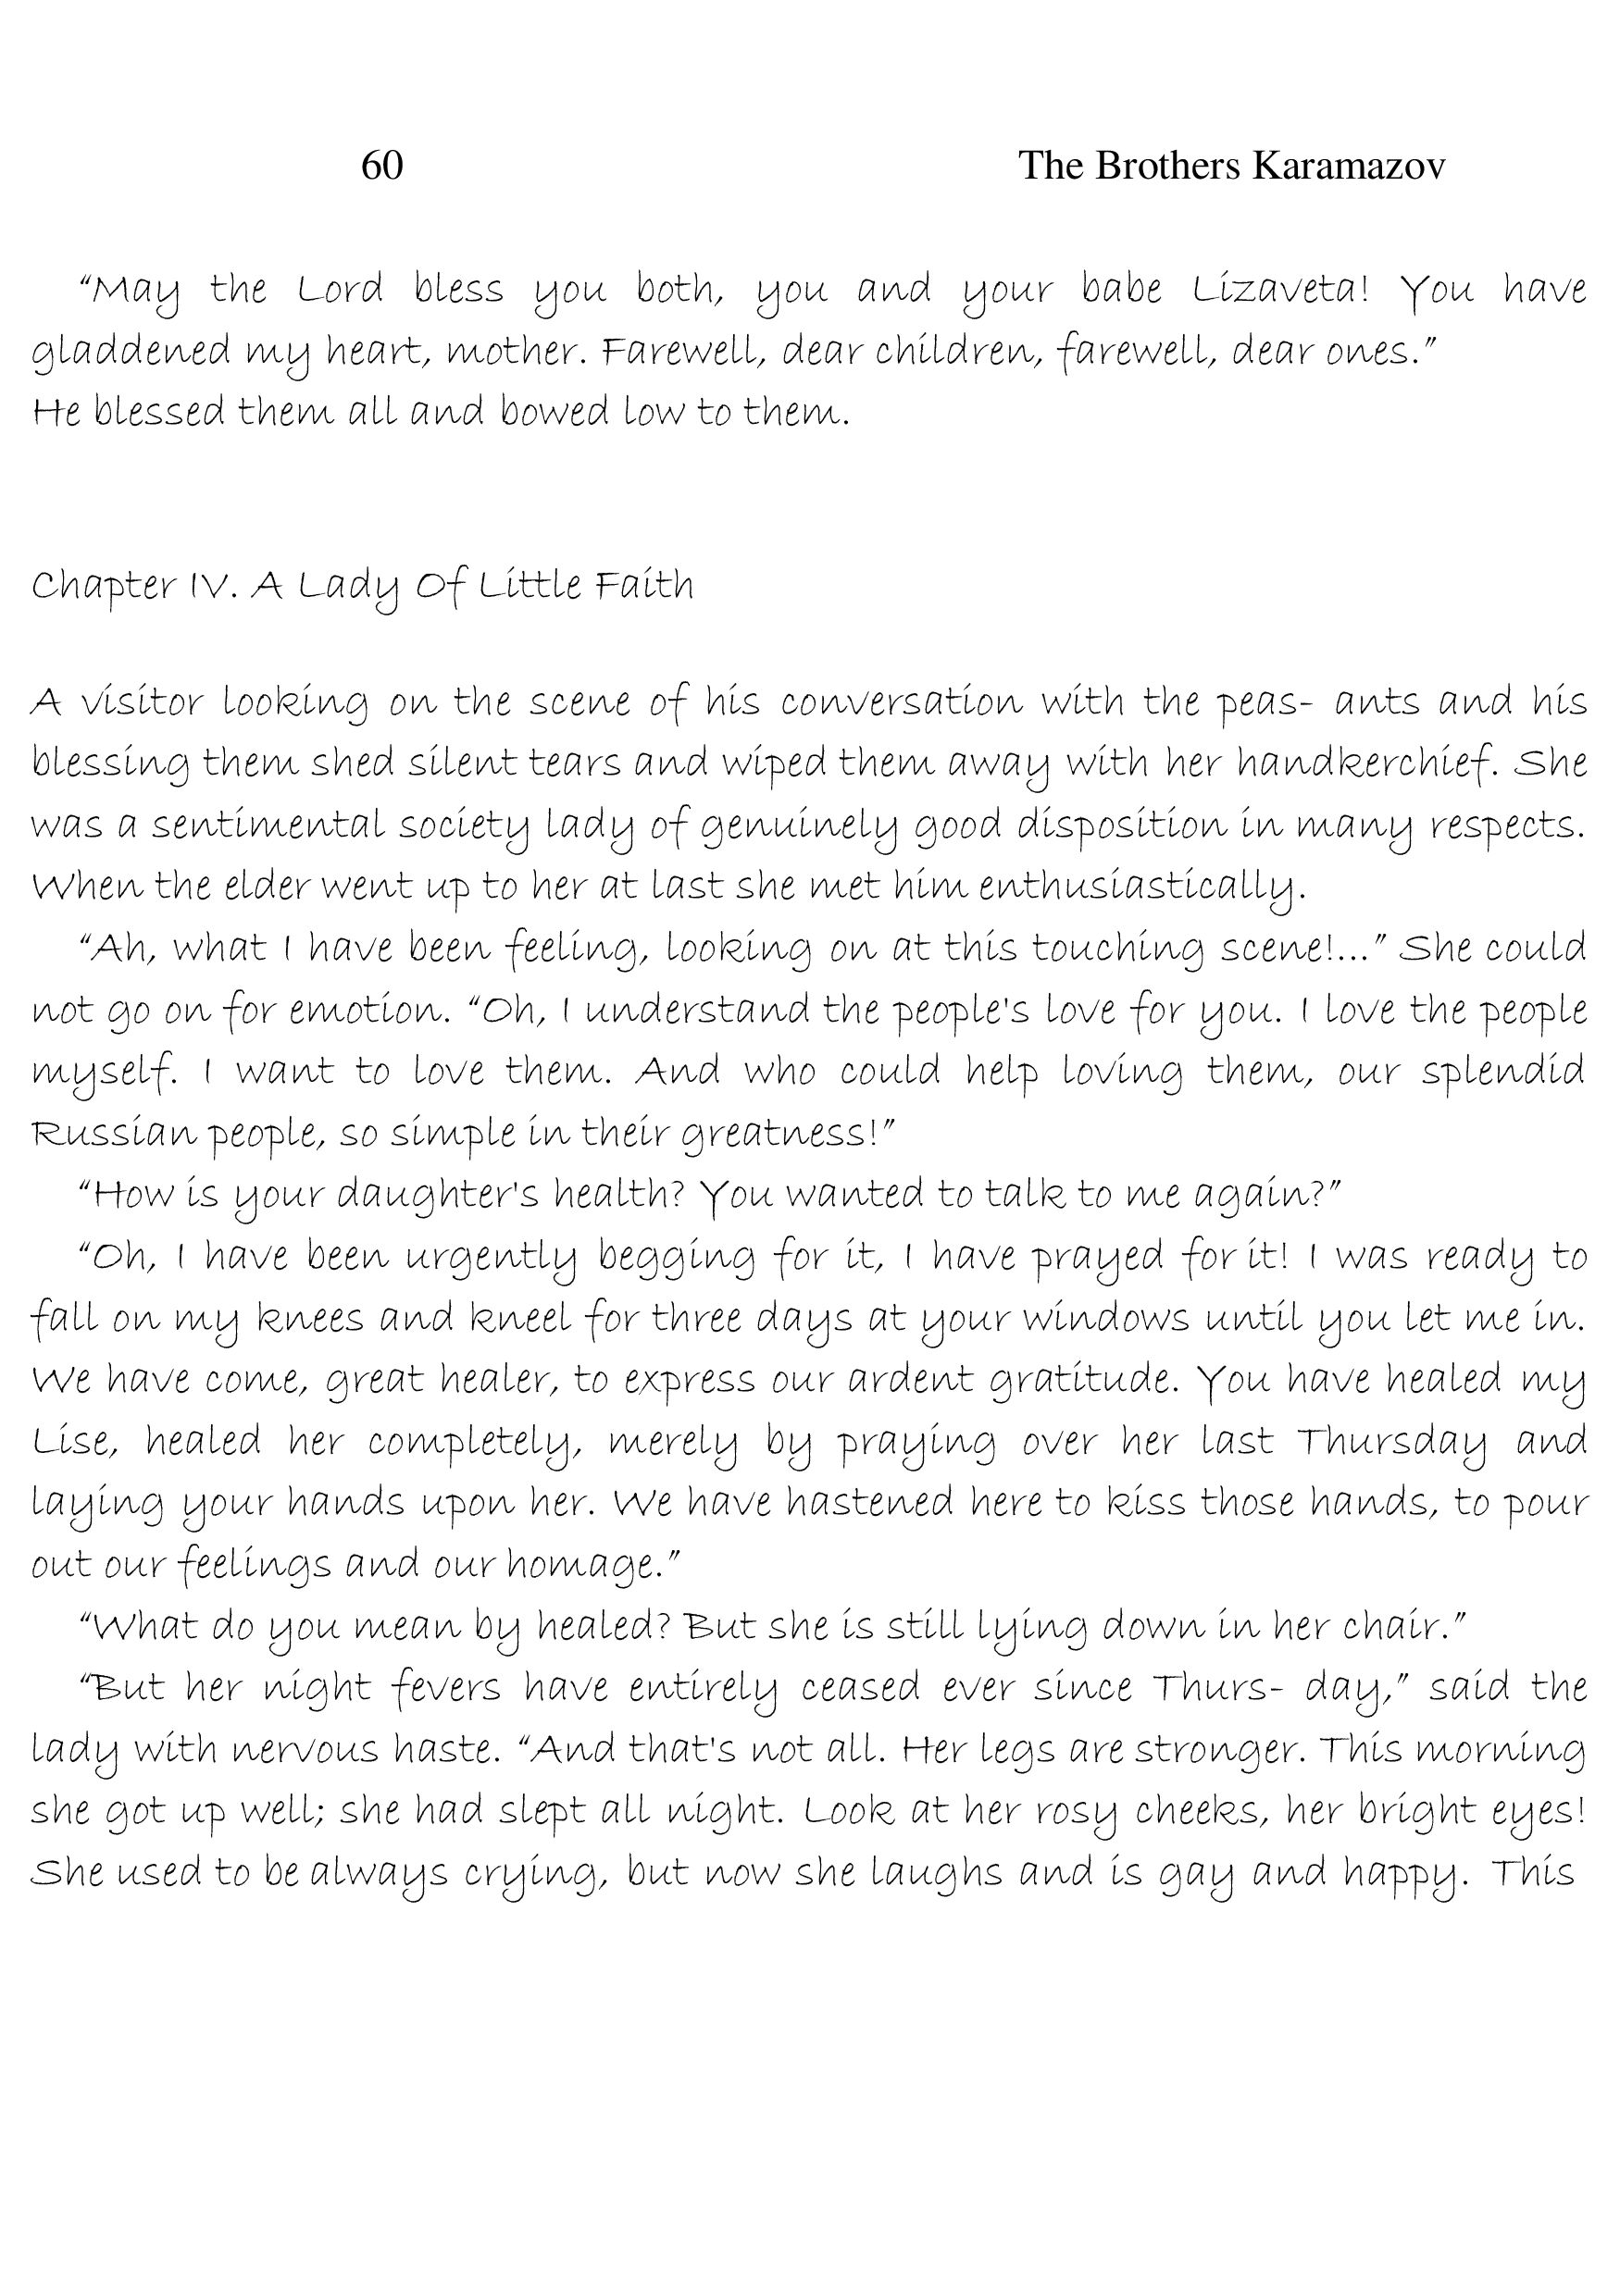 60 The Brothers Karamazov
“May the Lord bless you both, you and your babe Lizaveta! You have
gladdened my heart, mother. Farewell, dear children, farewell, dear ones.”
He blessed them all and bowed low to them.
Chapter IV. A Lady Of Little Faith
A visitor looking on the scene of his conversation with the peas- ants and his
blessing them shed silent tears and wiped them away with her handkerchief. She
was a sentimental society lady of genuinely good disposition in many respects.
When the elder went up to her at last she met him enthusiastically.
“Ah, what I have been feeling, looking on at this touching scene!...” She could
not go on for emotion. “Oh, I understand the people's love for you. I love the people
myself. I want to love them. And who could help loving them, our splendid
Russian people, so simple in their greatness!”
“How is your daughter's health? You wanted to talk to me again?”
“Oh, I have been urgently begging for it, I have prayed for it! I was ready to
fall on my knees and kneel for three days at your windows until you let me in.
We have come, great healer, to express our ardent gratitude. You have healed my
Lise, healed her completely, merely by praying over her last Thursday and
laying your hands upon her. We have hastened here to kiss those hands, to pour
out our feelings and our homage.”
“What do you mean by healed? But she is still lying down in her chair.”
“But her night fevers have entirely ceased ever since Thurs- day,” said the
lady with nervous haste. “And that's not all. Her legs are stronger. This morning
she got up well; she had slept all night. Look at her rosy cheeks, her bright eyes!
She used to be always crying, but now she laughs and is gay and happy. This